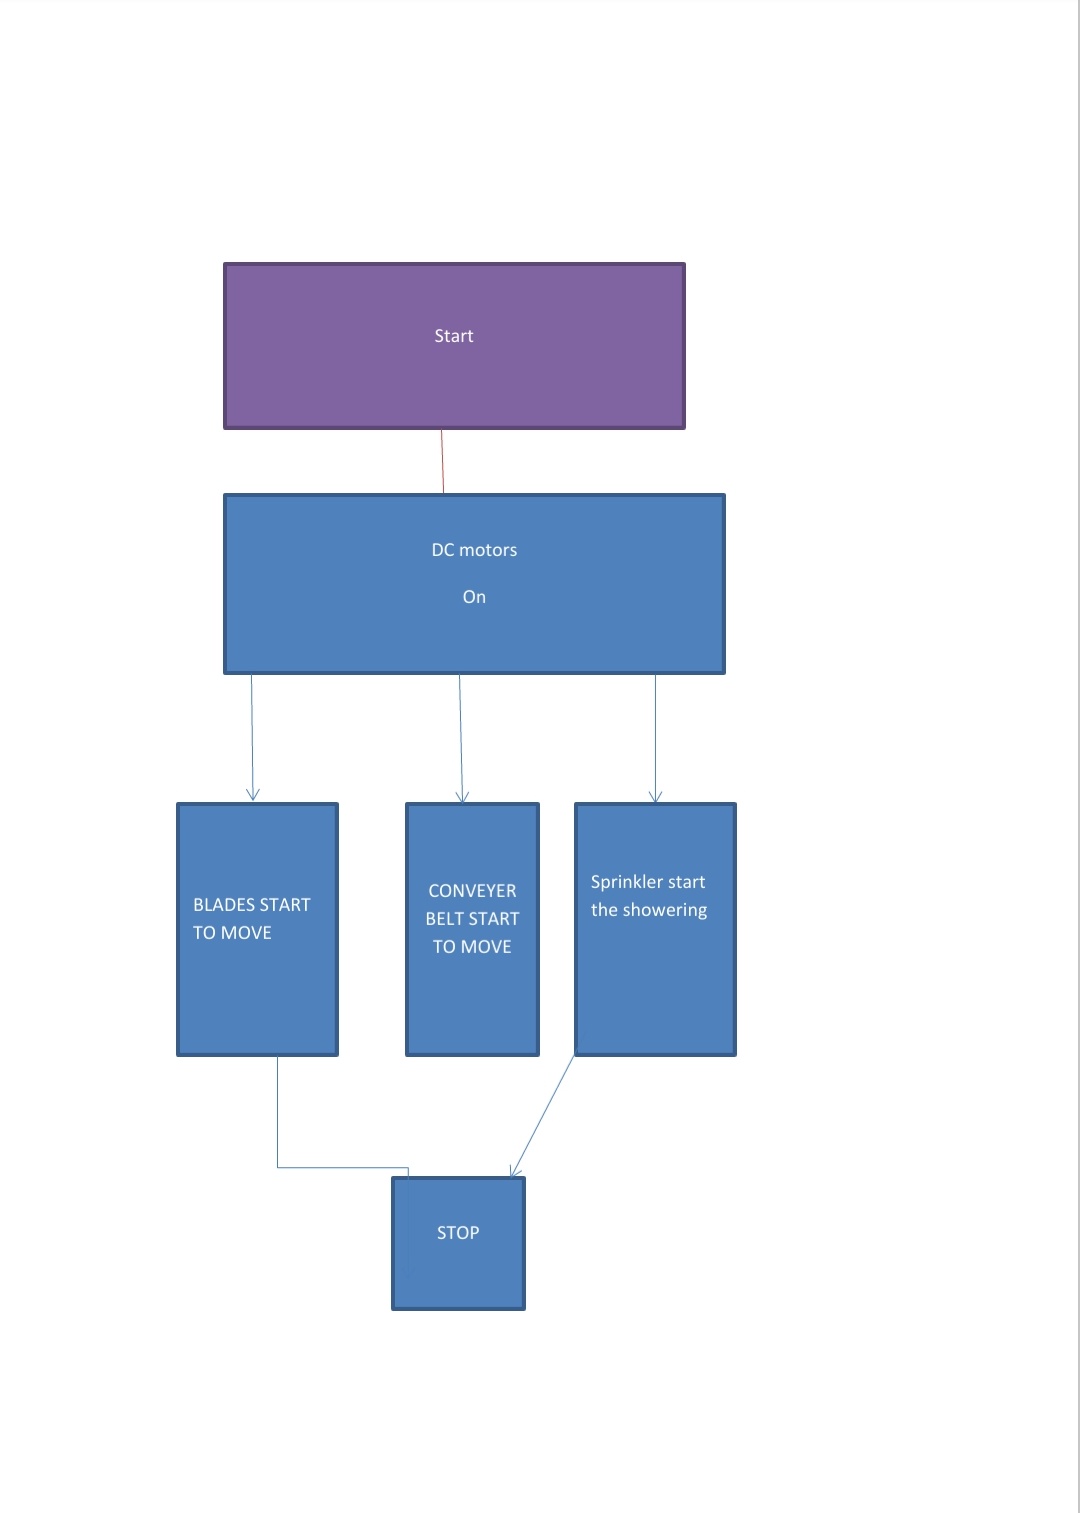 Start
DC motors
On
BLADES START
TO MOVE
CONVEYER
BELT START
TO MOVE
Sprinkler start
the showering
STOP